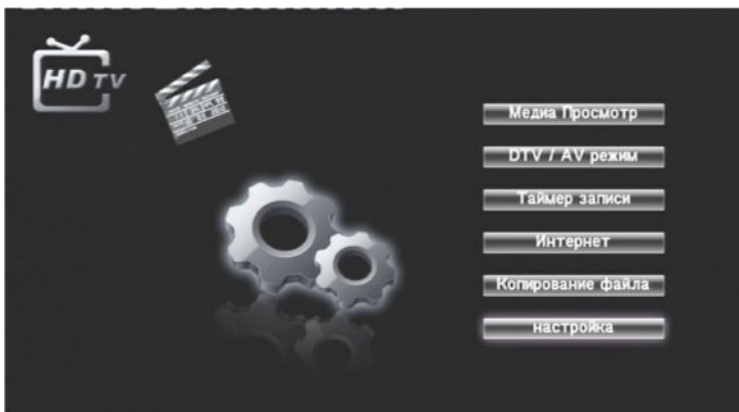 HD TV
Медиа Просмотр
DTV / AV режим
Таймер записи
Интернет
Копирование файла
настройка